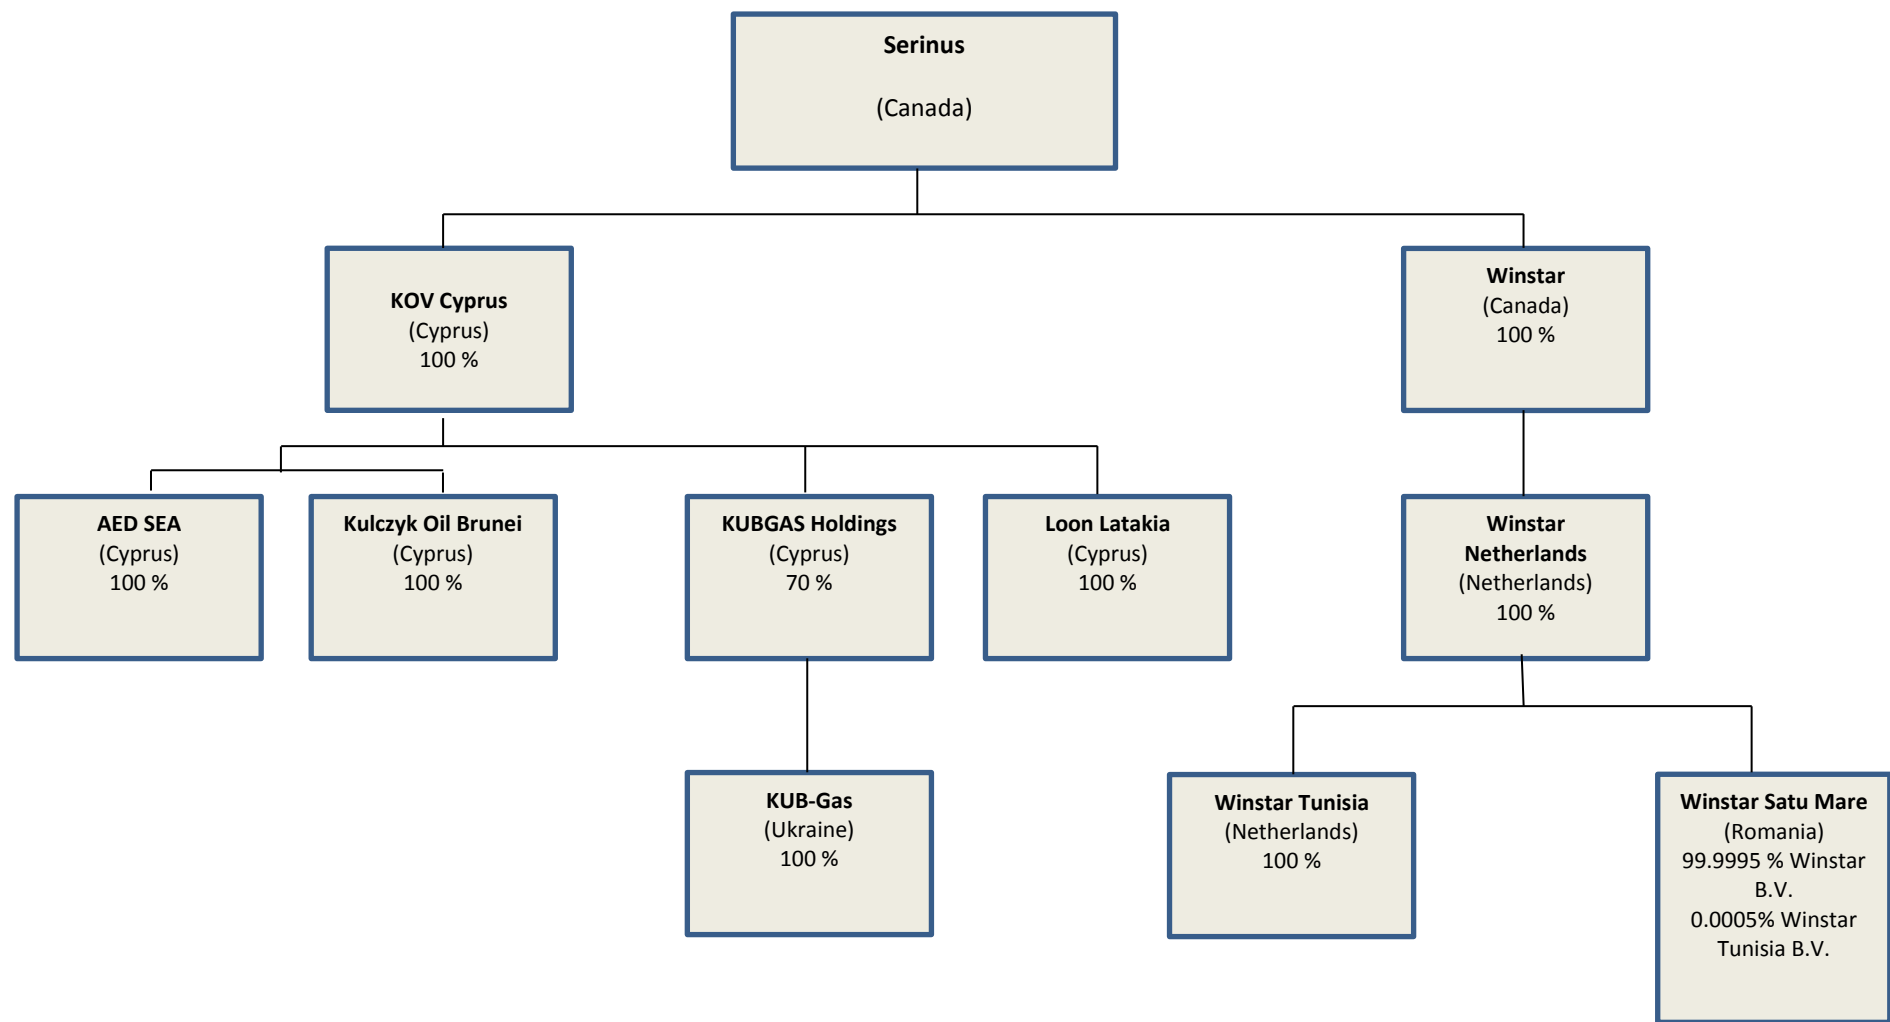 Serinus
(Canada)
KOV Cyprus
(Cyprus)
100 %
Winstar
(Canada)
100 %
AED SEA
(Cyprus)
100 %
Kulczyk Oil Brunei
(Cyprus)
100 %
KUBGAS Holdings
(Cyprus)
70 %
Loon Latakia
(Cyprus)
100 %
Winstar
Netherlands
(Netherlands)
100 %
KUB-Gas
(Ukraine)
100 %
Winstar Tunisia
(Netherlands)
100 %
Winstar Satu Mare
(Romania)
99.9995 % Winstar
B.V.
0.0005% Winstar
Tunisia B.V.